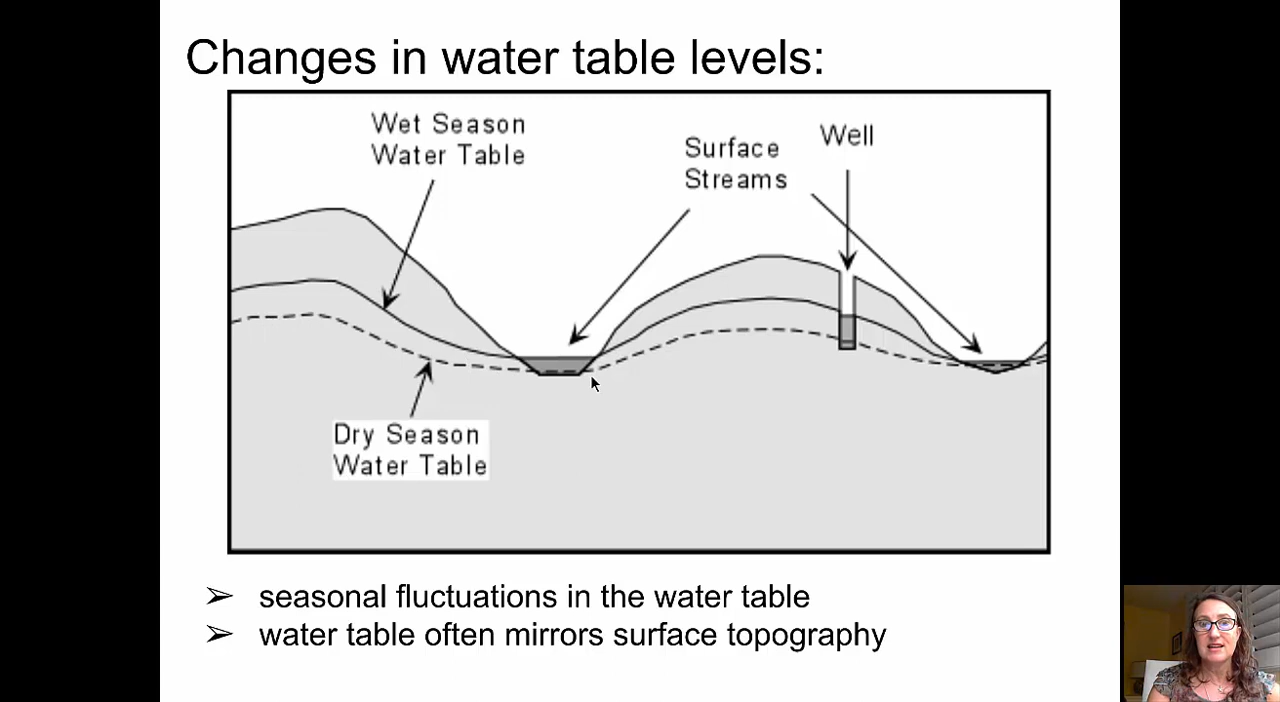 Changes in water table levels:
Wet Season
Water Table
Surface
Streams
Well
Dry Season
Water Table
➢ seasonal fluctuations in the water table
➢ water table often mirrors surface topography